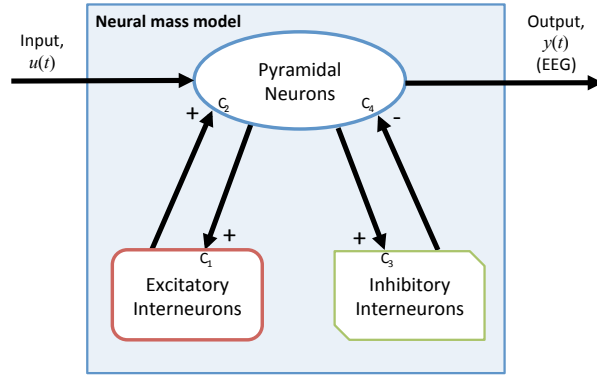 Neural mass model
Input,
u(t)
Output,
y(t)
(EEG)
Pyramidal
Neurons
C2
C4
+
-
+
+
C1
C3
Excitatory
Interneurons
Inhibitory
Interneurons